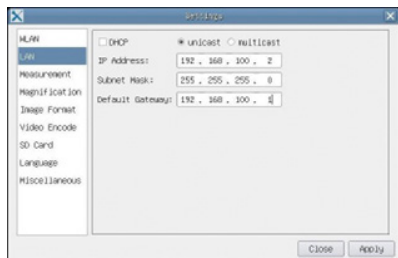 Settings
WLAN
LAN
Measurement
Magnification
Image Format
Video Encode
SD Card
Language
Miscellaneous
DHCP unicast multicast
IP Address: 192 . 168 . 100 . 2
Subnet Mask: 255 . 255 . 255 . 0
Default Gateway: 192 . 168 . 100 . 1
Close Apply